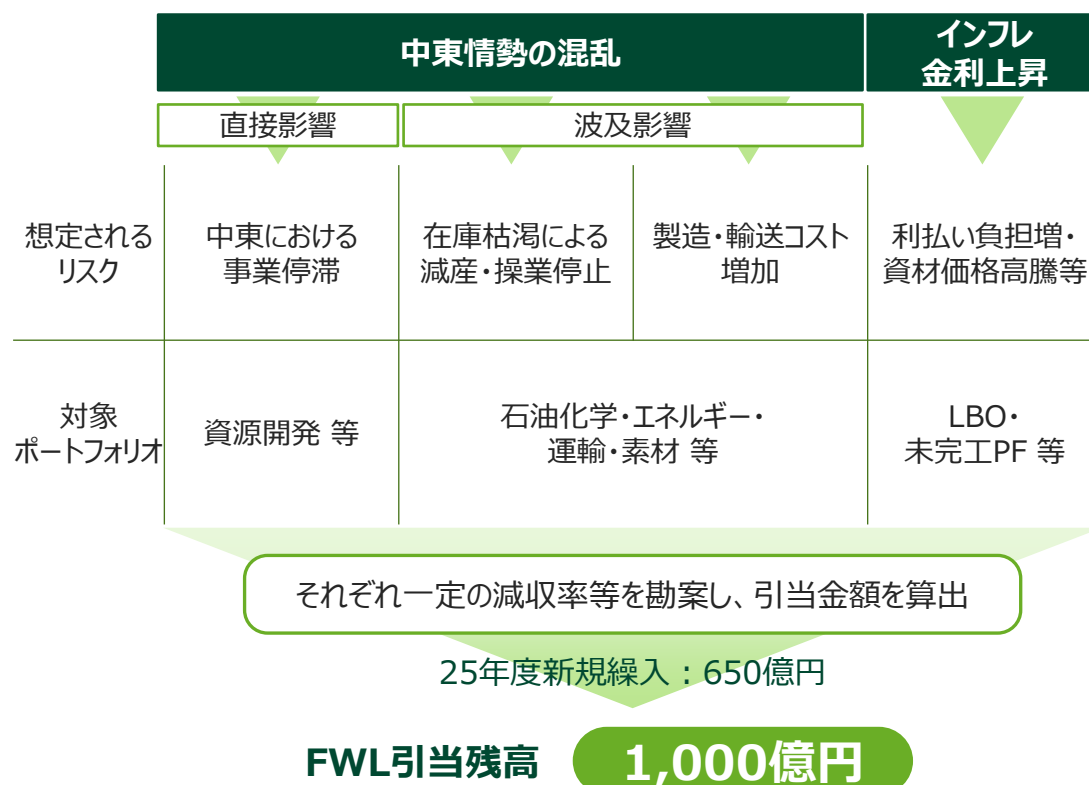 中東情勢の混乱
インフレ
金利上昇
直接影響
波及影響
想定される
リスク
中東における
事業停滞
在庫枯渇による
減産・操業停止
製造・輸送コスト
増加
利払い負担増・
資材価格高騰等
対象
ポートフォリオ
資源開発 等
石油化学・エネルギー・
運輸・素材 等
LBO・
未完工PF 等
それぞれ一定の減収率等を勘案し、引当金額を算出
25年度新規繰入：650億円
FWL引当残高
1,000億円